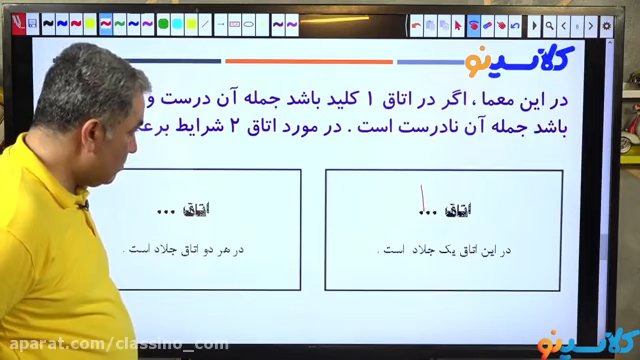 کلاسینو
در این معما ، اگر در اتاق ۱ کلید باشد جمله آن درست و
باشد جمله آن نادرست است . در مورد اتاق ۲ شرایط
اتاق ...
در این اتاق یک جلاد است .
اتاق ...
در هر دو اتاق جلاد است .
aparat.com/classino_com
کلاسینو